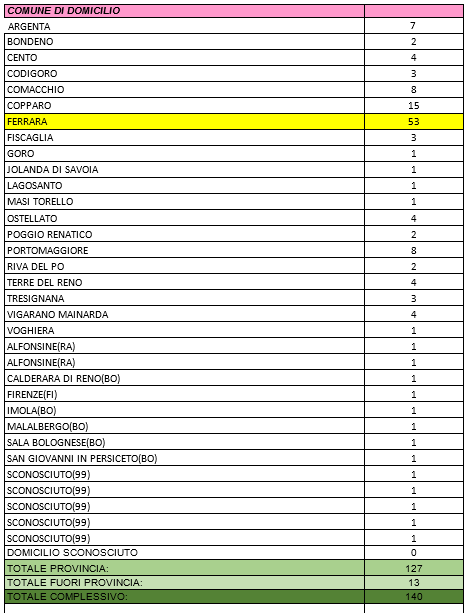 COMUNE DI DOMICILIO
ARGENTA 7
BONDENO 2
CENTO 4
CODIGORO 3
COMACCHIO 8
COPPARO 15
FERRARA 53
FISCAGLIA 3
GORO 1
JOLANDA DI SAVOIA 1
LAGOSANTO 1
MASI TORELLO 1
OSTELLATO 4
POGGIO RENATICO 2
PORTOMAGGIORE 8
RIVA DEL PO 2
TERRE DEL RENO 4
TRESIGNANA 3
VIGARANO MAINARDA 4
VOGHIERA 1
ALFONSINE(RA) 1
ALFONSINE(RA) 1
CALDERARA DI RENO(BO) 1
FIRENZE(FI) 1
IMOLA(BO) 1
MALALBERGO(BO) 1
SALA BOLOGNESE(BO) 1
SAN GIOVANNI IN PERSICETO(BO) 1
SCONOSCIUTO(99) 1
SCONOSCIUTO(99) 1
SCONOSCIUTO(99) 1
SCONOSCIUTO(99) 1
SCONOSCIUTO(99) 1
DOMICILIO SCONOSCIUTO 0
TOTALE PROVINCIA: 127
TOTALE FUORI PROVINCIA: 13
TOTALE COMPLESSIVO: 140